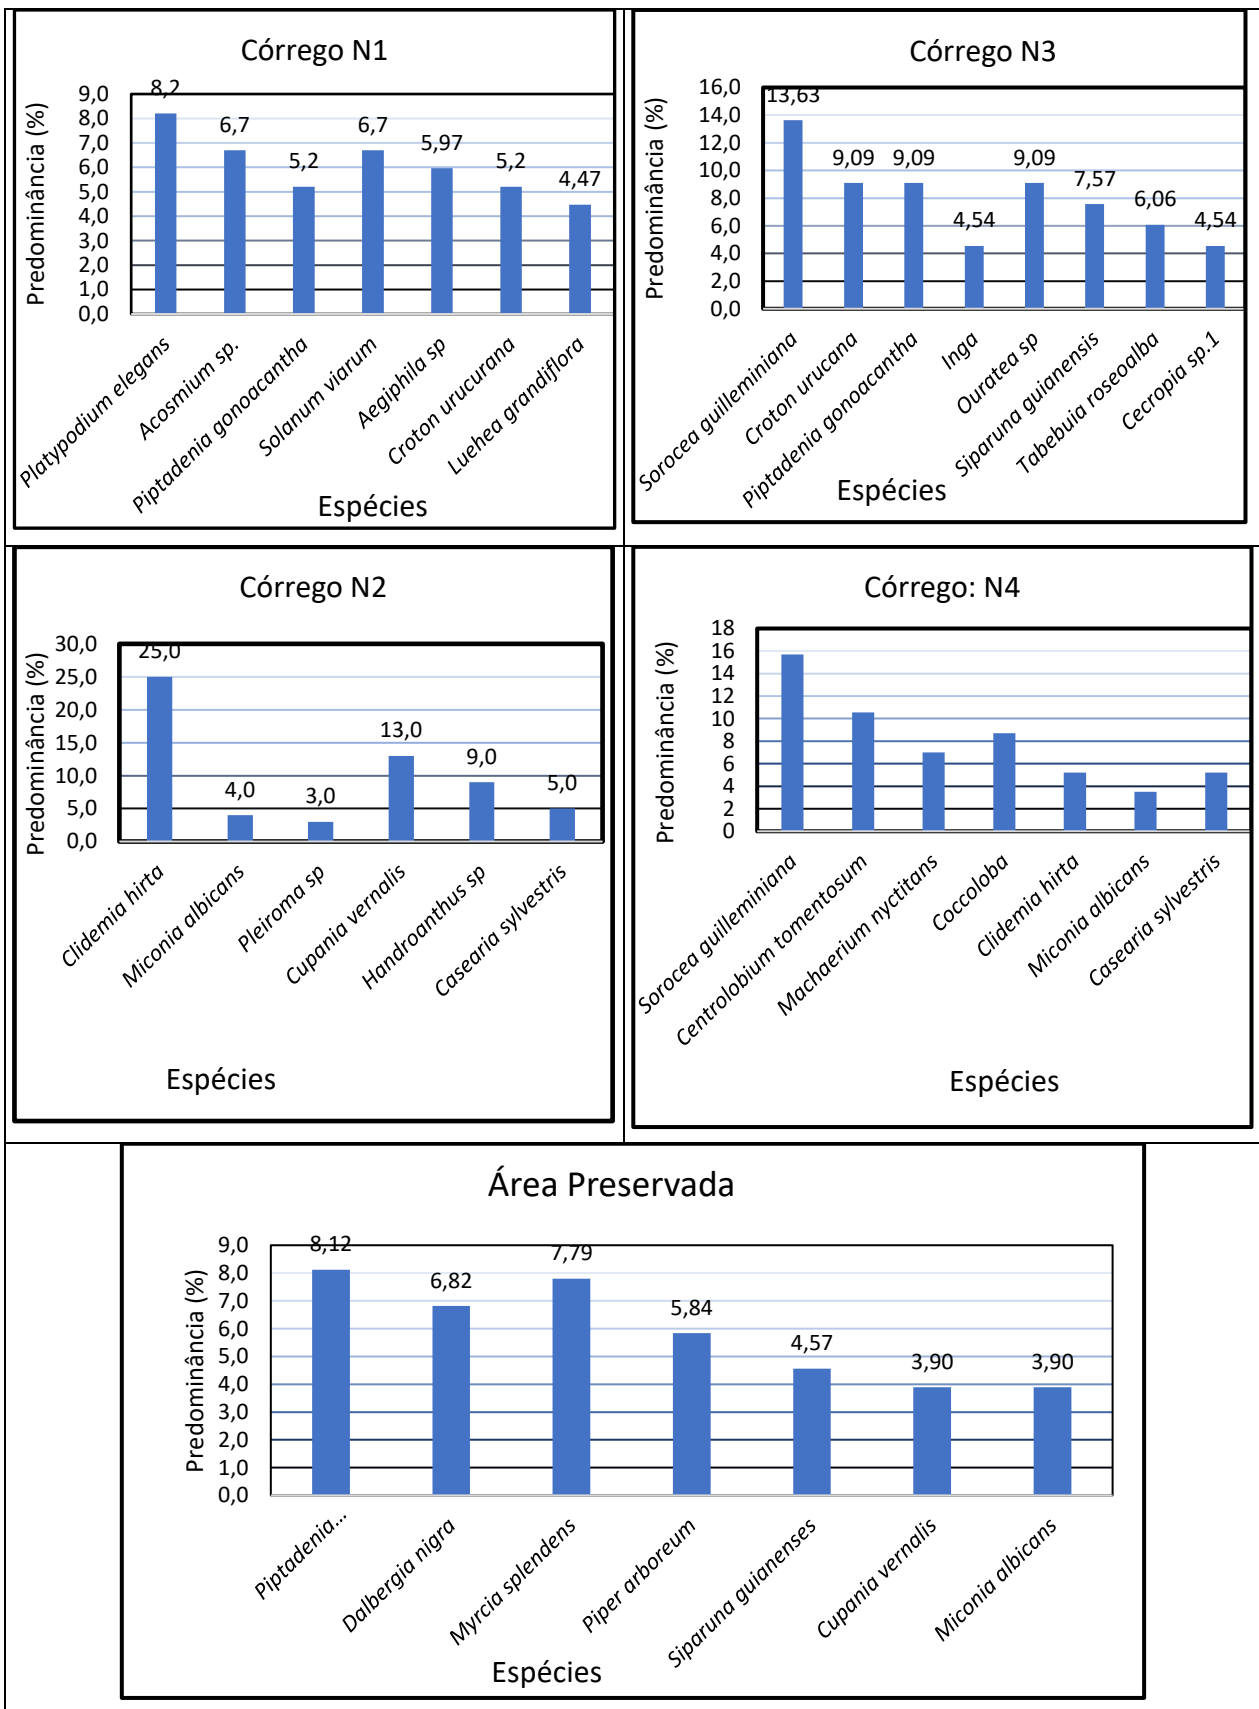 Córrego N1
Predominância (%)
9,0
8,0
7,0
6,0
5,0
4,0
3,0
2,0
1,0
0,0
8,2
6,7
5,2
6,7
5,97
5,2
4,47
Platypodium elegans
Acosmium sp.
Piptadenia gonoacantha
Solanum viarum
Aegiphila sp
Croton urucurana
Luehea grandiflora
Espécies
Córrego N3
Predominância (%)
16,0
14,0
12,0
10,0
8,0
6,0
4,0
2,0
0,0
13,63
9,09
9,09
4,54
9,09
7,57
6,06
4,54
Sorocea guilleminiana
Croton urucana
Piptadenia gonoacantha
Inga
Ouratea sp
Siparuna guianensis
Tabebuia roseoalba
Cecropia sp.1
Espécies
Córrego N2
Predominância (%)
30,0
25,0
20,0
15,0
10,0
5,0
0,0
25,0
4,0
3,0
13,0
9,0
5,0
Clidemia hirta
Miconia albicans
Pleiroma sp
Cupania vernalis
Handroanthus sp
Casearia sylvestris
Espécies
Córrego: N4
Predominância (%)
18
16
14
12
10
8
6
4
2
0
Sorocea guilleminiana
Centrolobium tomentosum
Machaerium nyctitans
Coccoloba
Clidemia hirta
Miconia albicans
Casearia sylvestris
Espécies
Área Preservada
Predominância (%)
9,0
8,0
7,0
6,0
5,0
4,0
3,0
2,0
1,0
0,0
8,12
6,82
7,79
5,84
4,57
3,90
3,90
Piptadenia...
Dalbergia nigra
Myrcia splendens
Piper arboreum
Siparuna guianenses
Cupania vernalis
Miconia albicans
Espécies